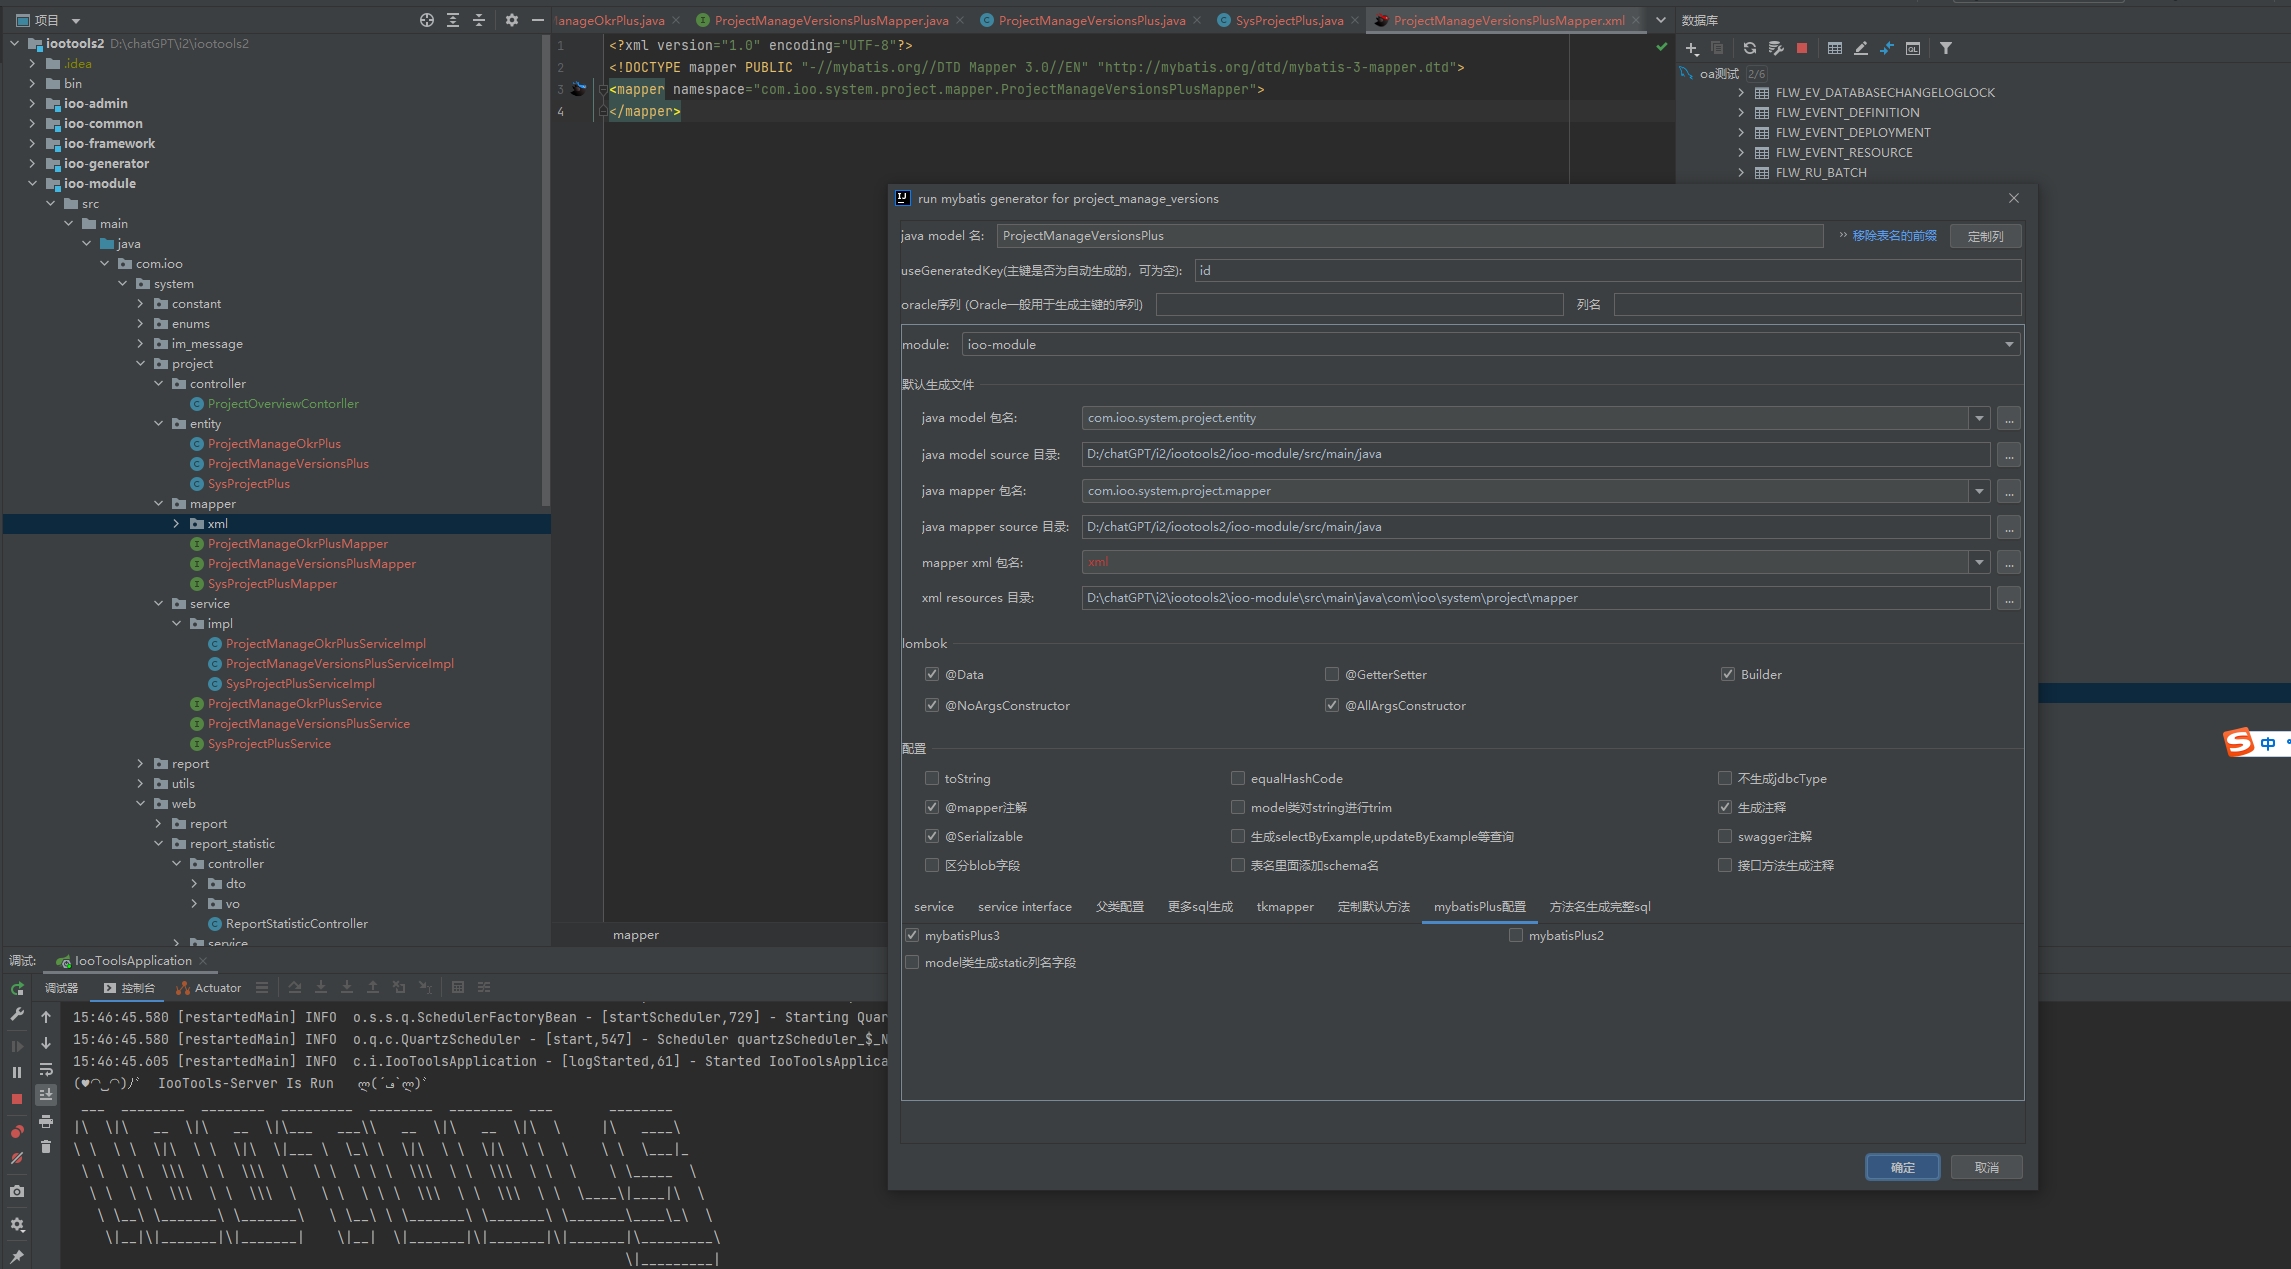 项目
iootools2 D:\chatGPT\i2\iootools2
.idea
bin
ioo-admin
ioo-common
ioo-framework
ioo-generator
ioo-module
src
main
java
com.ioo
system
constant
enums
im_message
project
controller
ProjectOverviewContorller
entity
ProjectManageOkrPlus
ProjectManageVersionsPlus
SysProjectPlus
mapper
xml
ProjectManageOkrPlusMapper
ProjectManageVersionsPlusMapper
SysProjectPlusMapper
service
impl
ProjectManageOkrPlusServiceImpl
ProjectManageVersionsPlusServiceImpl
SysProjectPlusServiceImpl
ProjectManageOkrPlusService
ProjectManageVersionsPlusService
SysProjectPlusService
report
utils
web
report
report_statistic
controller
dto
vo
ReportStatisticController
service
anageOkrPlus.java ProjectManageVersionsPlusMapper.java ProjectManageVersionsPlus.java SysProjectPlus.java ProjectManageVersionsPlusMapper.xml
1 <?xml version="1.0" encoding="UTF-8"?>
2 <!DOCTYPE mapper PUBLIC "-//mybatis.org//DTD Mapper 3.0//EN" "http://mybatis.org/dtd/mybatis-3-mapper.dtd">
3 <mapper namespace="com.ioo.system.project.mapper.ProjectManageVersionsPlusMapper">
4 </mapper>
mapper
数据库
oa测试 2/6
FLW_EV_DATABASECHANGELOGLOCK
FLW_EVENT_DEFINITION
FLW_EVENT_DEPLOYMENT
FLW_EVENT_RESOURCE
FLW_RU_BATCH
run mybatis generator for project_manage_versions
java model 名: ProjectManageVersionsPlus 移除表名的前缀 定制列
useGeneratedKey(主键是否为自动生成的，可为空): id
oracle序列 (Oracle一般用于生成主键的序列) 列名
module: ioo-module
默认生成文件
java model 包名: com.ioo.system.project.entity ...
java model source 目录: D:/chatGPT/i2/iootools2/ioo-module/src/main/java ...
java mapper 包名: com.ioo.system.project.mapper ...
java mapper source 目录: D:/chatGPT/i2/iootools2/ioo-module/src/main/java ...
mapper xml 包名: xml ...
xml resources 目录: D:\chatGPT\i2\iootools2\ioo-module\src\main\java\com\ioo\system\project\mapper ...
lombok
@Data @GetterSetter Builder
@NoArgsConstructor @AllArgsConstructor
配置
toString equalHashCode 不生成jdbcType
@mapper注解 model类对string进行trim 生成注释
@Serializable 生成selectByExample,updateByExample等查询 swagger注解
区分blob字段 表名里面添加schema名 接口方法生成注释
service service interface 父类配置 更多sql生成 tkmapper 定制默认方法 mybatisPlus配置 方法名生成完整sql
mybatisPlus3 mybatisPlus2
model类生成static列名字段
确定 取消
调试: IooToolsApplication
调试器 控制台 Actuator
15:46:45.580 [restartedMain] INFO o.s.s.q.SchedulerFactoryBean - [startScheduler,729] - Starting Quar
15:46:45.580 [restartedMain] INFO o.q.c.QuartzScheduler - [start,547] - Scheduler quartzScheduler_$_N
15:46:45.605 [restartedMain] INFO c.i.IooToolsApplication - [logStarted,61] - Started IooToolsApplica
(♥◠‿◠)ﾉﾞ IooTools-Server Is Run ლ(´ڡ`ლ)ﾞ
中